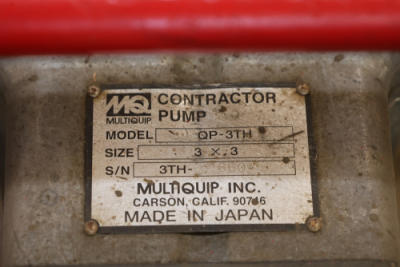 MQ CONTRACTOR
MULTIQUIP PUMP
MODEL QP-3TH
SIZE 3 X 3
S/N 3TH-
MULTIQUIP INC.
CARSON, CALIF. 90746
MADE IN JAPAN